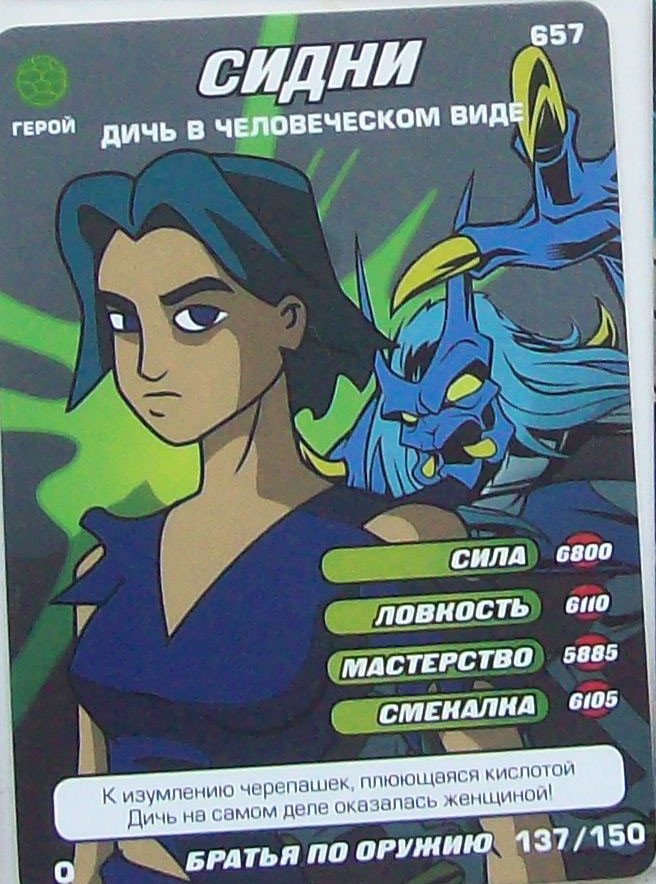 657
СИДНИ
ГЕРОЙ
ДИЧЬ В ЧЕЛОВЕЧЕСКОМ ВИДЕ
СИЛА 6800
ЛОВКОСТЬ 6110
МАСТЕРСТВО 5885
СМЕКАЛКА 6105
К изумлению черепашек, плюющаяся кислотой
Дичь на самом деле оказалась женщиной!
О БРАТЬЯ ПО ОРУЖИЮ 137/150